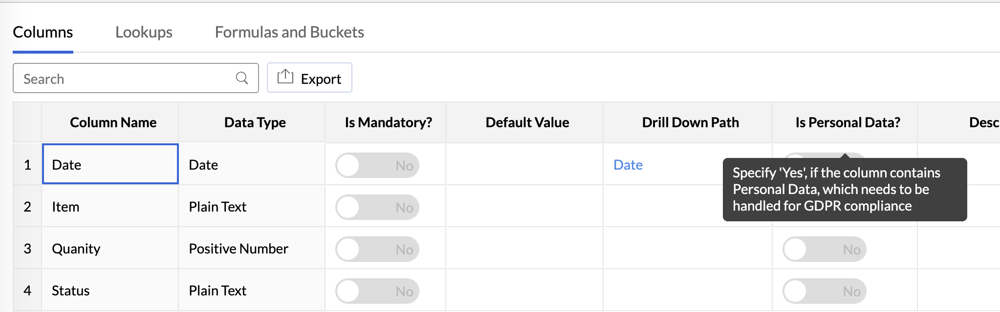 Columns Lookups Formulas and Buckets
Search Export
Column Name Data Type Is Mandatory? Default Value Drill Down Path Is Personal Data? Desc
1 Date Date No Date
Specify 'Yes', if the column contains
Personal Data, which needs to be
handled for GDPR compliance
2 Item Plain Text No
3 Quanity Positive Number No No
4 Status Plain Text No No